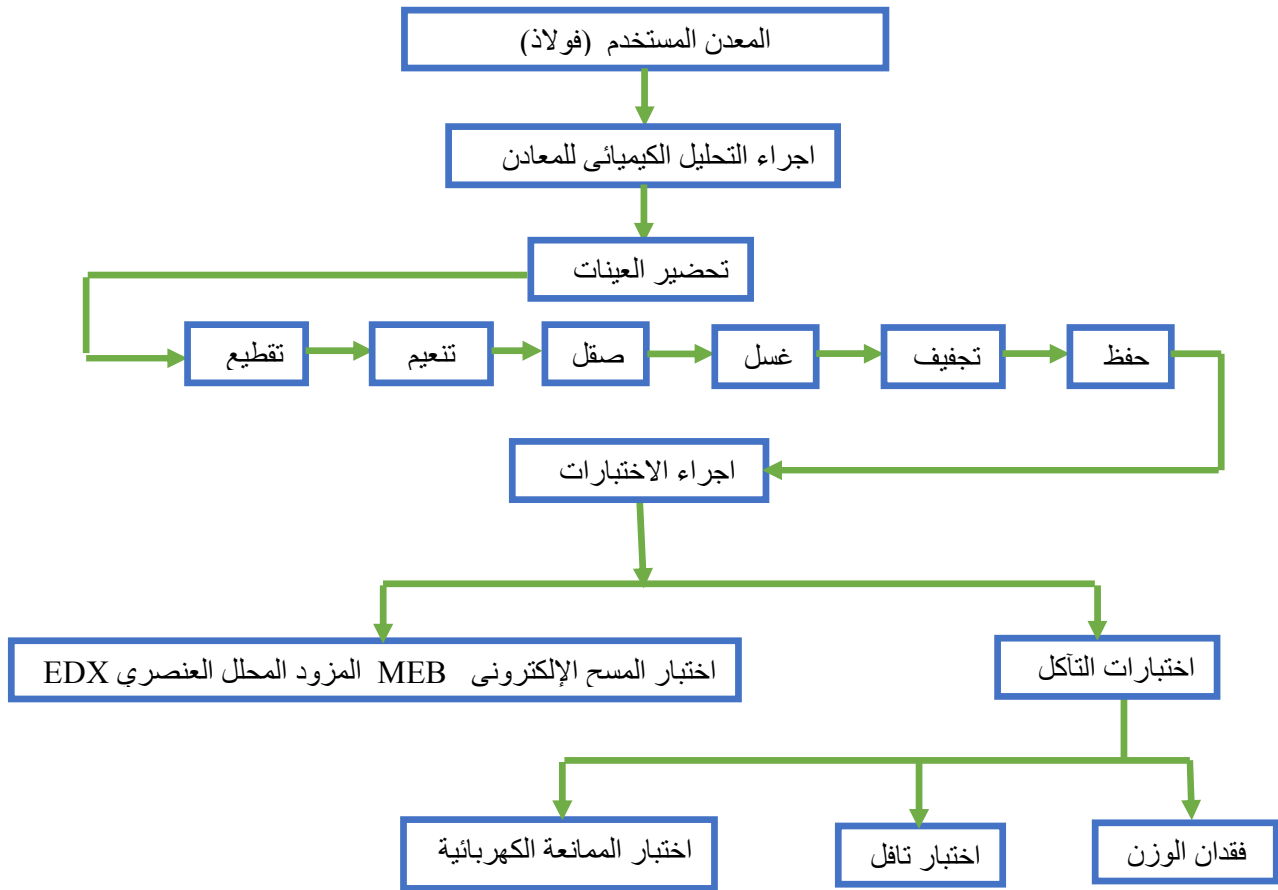 المعدن المستخدم (فولاذ)
اجراء التحليل الكيميائى للمعادن
تحضير العينات
تقطيع
تنعيم
صقل
غسل
تجفيف
حفظ
اجراء الاختبارات
اختبارات التآكل
اختبار المسح الإلكترونى MEB المزود المحلل العنصري EDX
فقدان الوزن
اختبار تافل
اختبار الممانعة الكهربائية